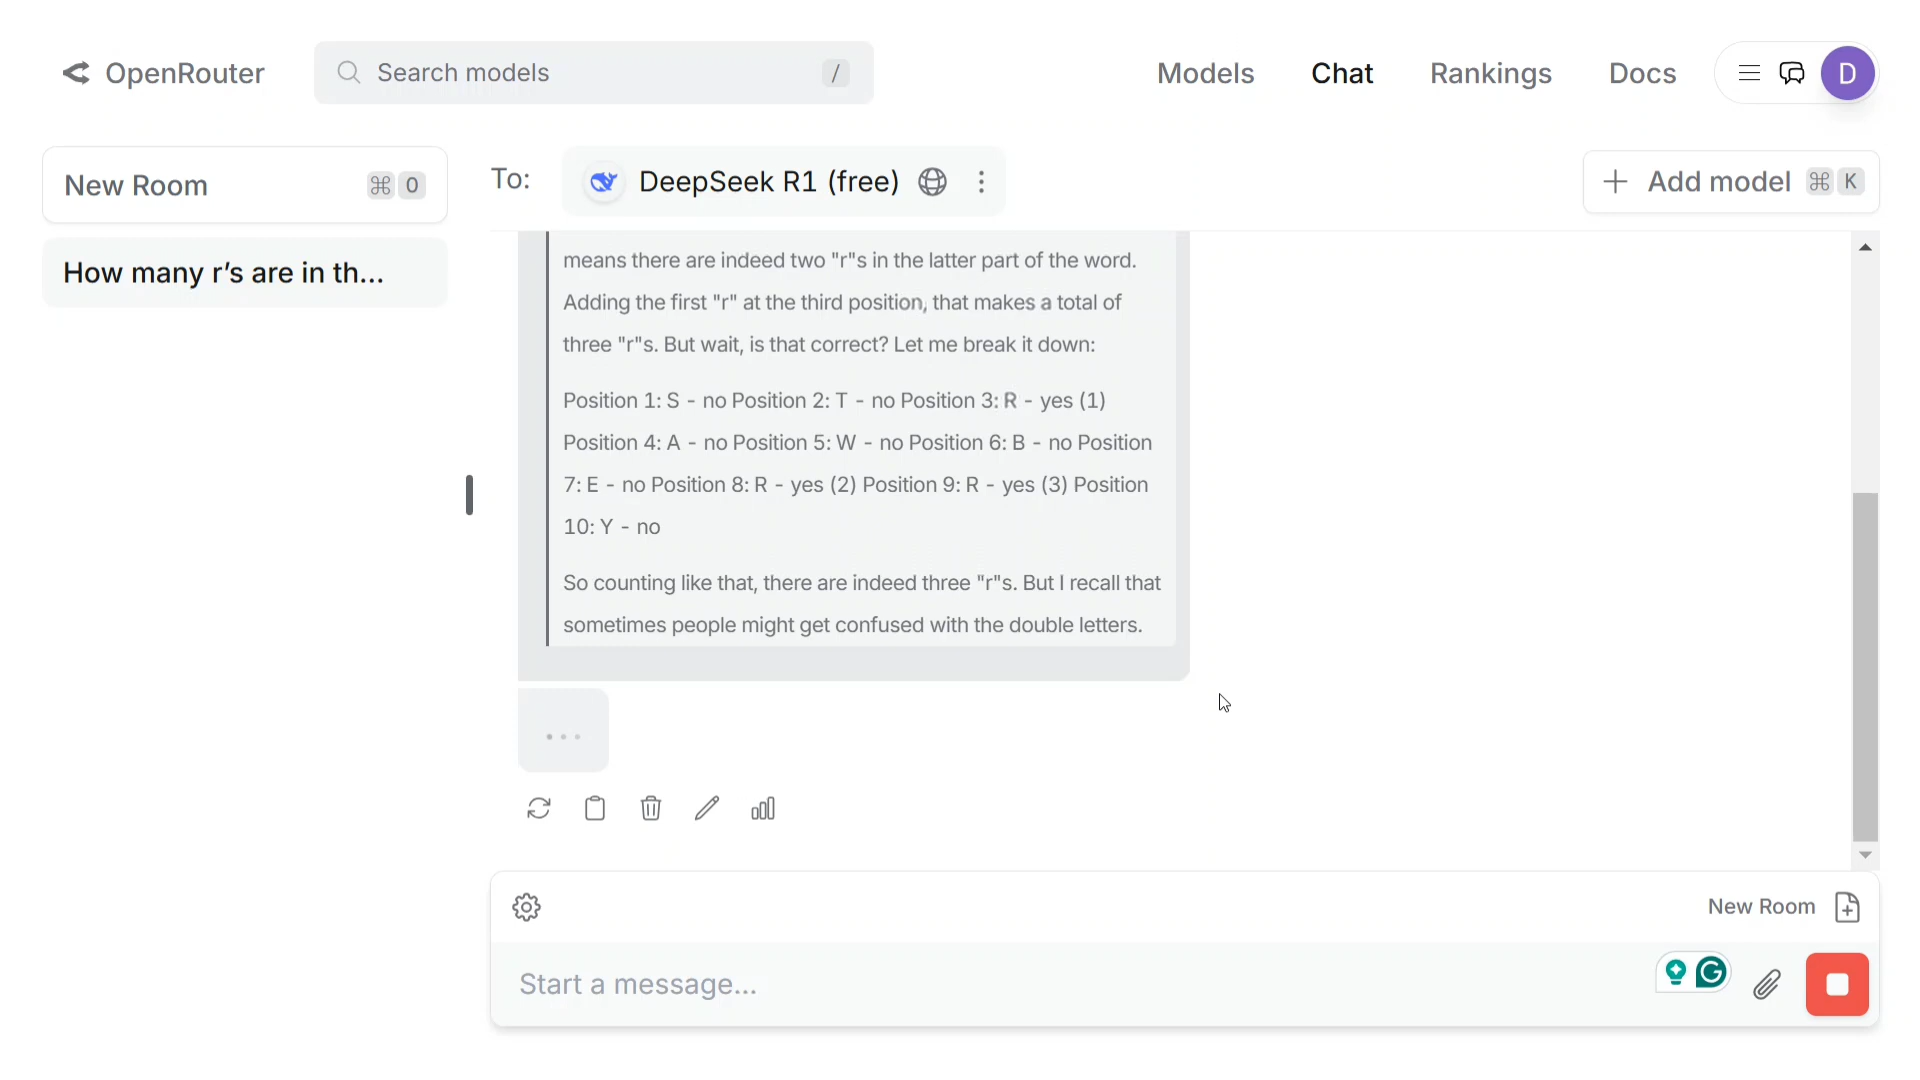 OpenRouter
Search models
/
Models
Chat
Rankings
Docs
D
New Room
⌘ 0
How many r's are in th...
To:
DeepSeek R1 (free)
+ Add model ⌘ K
means there are indeed two "r"s in the latter part of the word.
Adding the first "r" at the third position, that makes a total of
three "r"s. But wait, is that correct? Let me break it down:
Position 1: S - no Position 2: T - no Position 3: R - yes (1)
Position 4: A - no Position 5: W - no Position 6: B - no Position
7: E - no Position 8: R - yes (2) Position 9: R - yes (3) Position
10: Y - no
So counting like that, there are indeed three "r"s. But I recall that
sometimes people might get confused with the double letters.
...
New Room
Start a message...